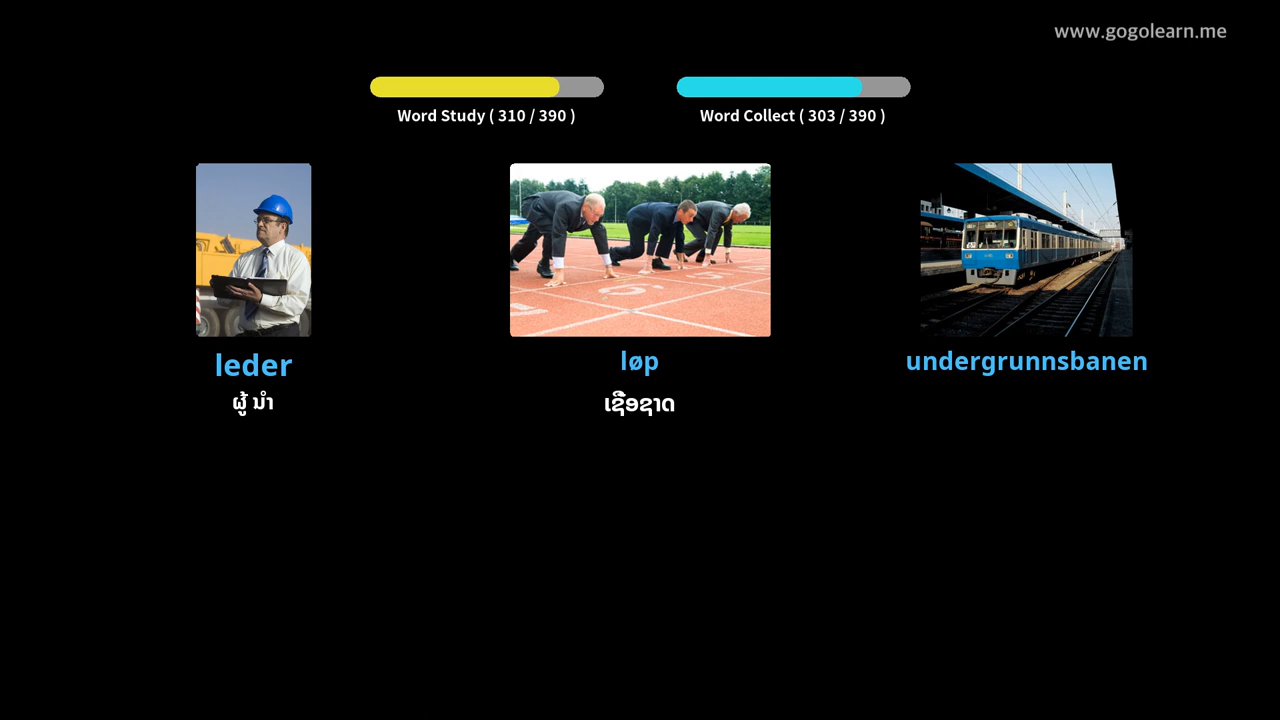 www.gogolearn.me
Word Study ( 310 / 390 )
Word Collect ( 303 / 390 )
leder
løp
undergrunnsbanen
ຜູ້ ນຳ
ເຊື້ອຊາດ